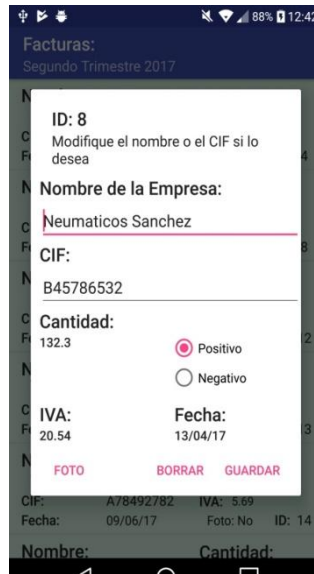 88% 12:42
Facturas:
Segundo Trimestre 2017
ID: 8
Modifique el nombre o el CIF si lo
desea
Nombre de la Empresa:
Neumaticos Sanchez
CIF:
B45786532
Cantidad:
132.3
Positivo
Negativo
IVA: Fecha:
20.54 13/04/17
FOTO BORRAR GUARDAR
CIF: A78492782 IVA: 5.69
Fecha: 09/06/17 Foto: No ID: 14
Nombre: Cantidad: